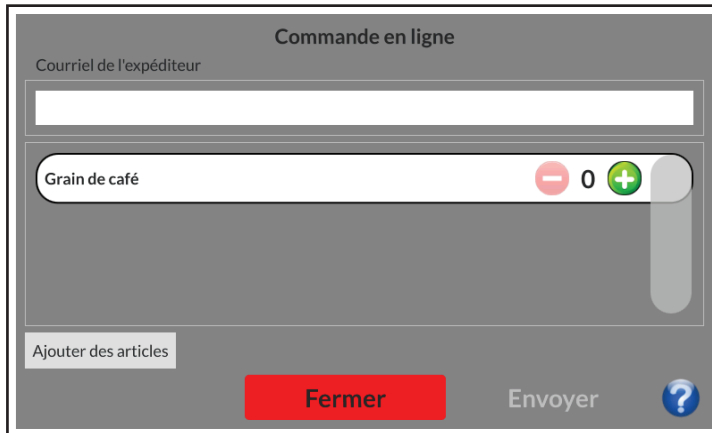 Commande en ligne
Courriel de l'expéditeur
Grain de café 0
Ajouter des articles
Fermer Envoyer ?